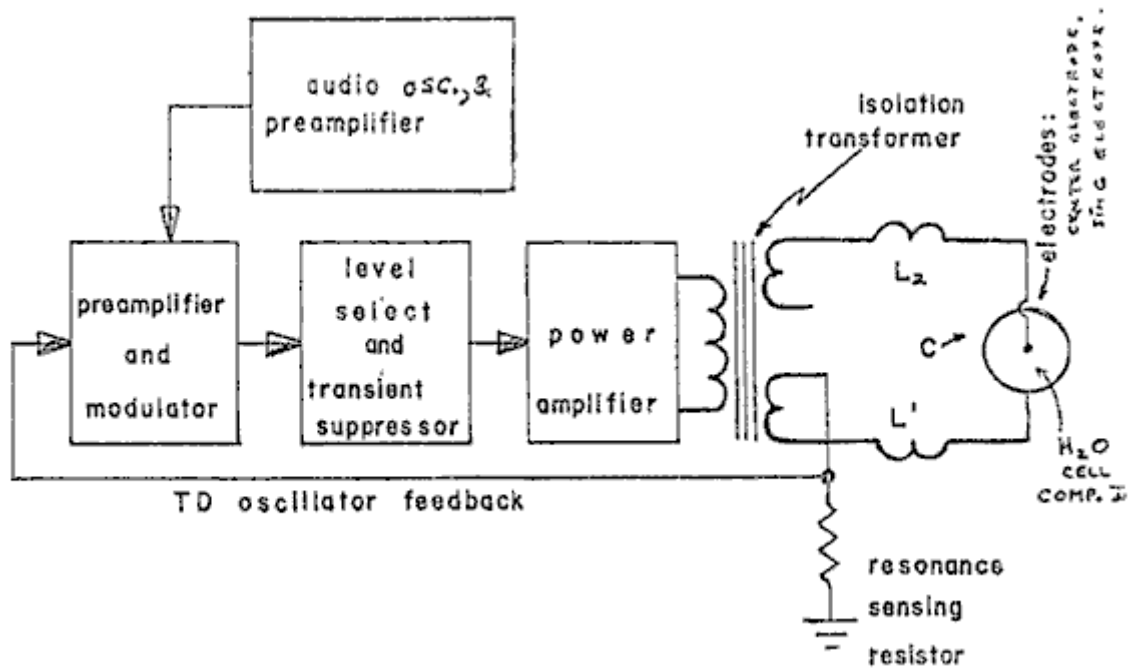 audio OSC., &
preamplifier
isolation
transformer
electrodes:
CENTER ELECTRODE,
RING ELECTRODE.
preamplifier
and
modulator
level
select
and
transient
suppressor
power
amplifier
L2
C
L'
H2O
CELL
COMP. II
TD oscillator feedback
resonance
sensing
resistor